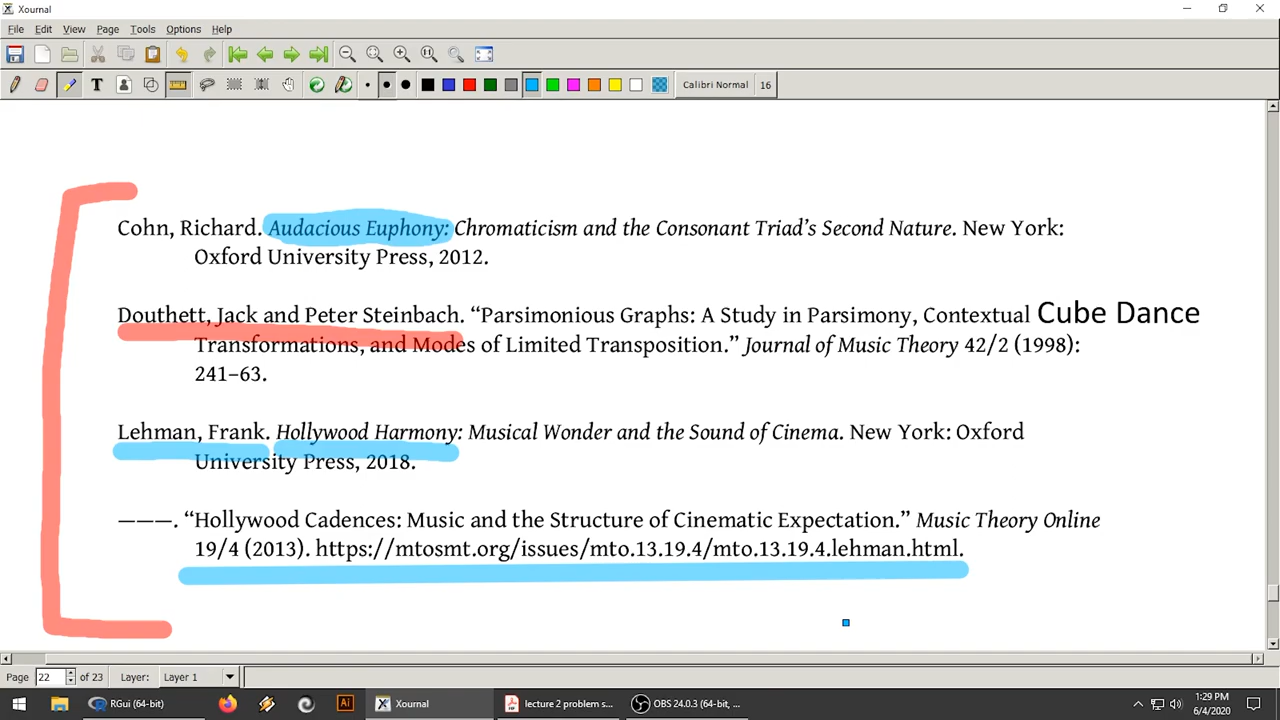 Xournal
File Edit View Page Tools Options Help
Calibri Normal 16
Cohn, Richard. Audacious Euphony: Chromaticism and the Consonant Triad’s Second Nature. New York:
Oxford University Press, 2012.
Douthett, Jack and Peter Steinbach. “Parsimonious Graphs: A Study in Parsimony, Contextual Cube Dance
Transformations, and Modes of Limited Transposition.” Journal of Music Theory 42/2 (1998):
241–63.
Lehman, Frank. Hollywood Harmony: Musical Wonder and the Sound of Cinema. New York: Oxford
University Press, 2018.
———. “Hollywood Cadences: Music and the Structure of Cinematic Expectation.” Music Theory Online
19/4 (2013). https://mtosmt.org/issues/mto.13.19.4/mto.13.19.4.lehman.html.
Page 22 of 23 Layer: Layer 1
RGui (64-bit) Ai Xournal lecture 2 problem s... OBS 24.0.3 (64-bit, ... 1:29 PM
6/4/2020